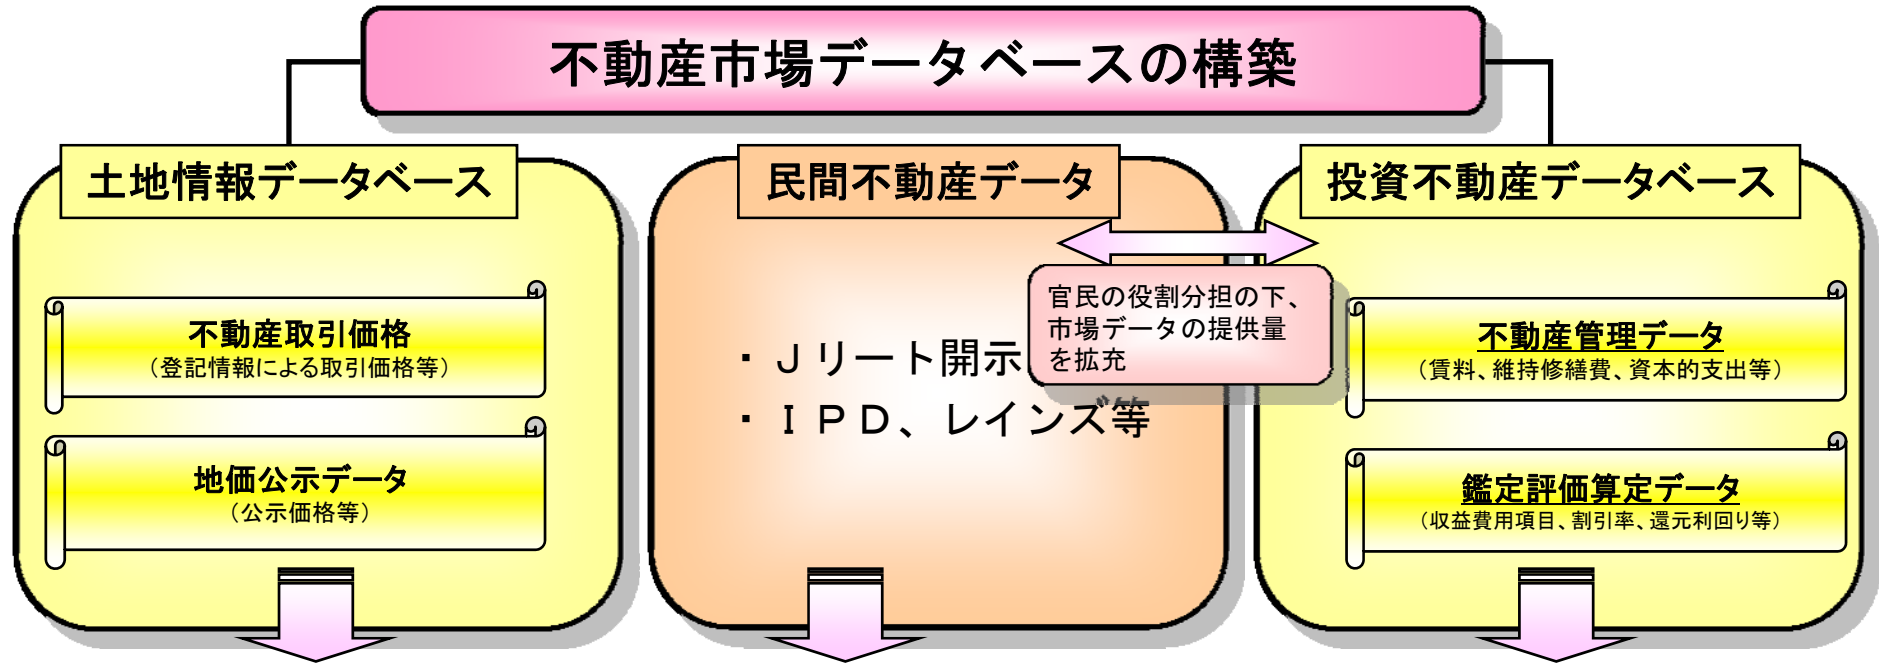 不動産市場データベースの構築
土地情報データベース
不動産取引価格
（登記情報による取引価格等）
地価公示データ
（公示価格等）
民間不動産データ
・Ｊリート開示
・ＩＰＤ、レインズ等
官民の役割分担の下、
市場データの提供量
を拡充
投資不動産データベース
不動産管理データ
（賃料、維持修繕費、資本的支出等）
鑑定評価算定データ
（収益費用項目、割引率、還元利回り等）